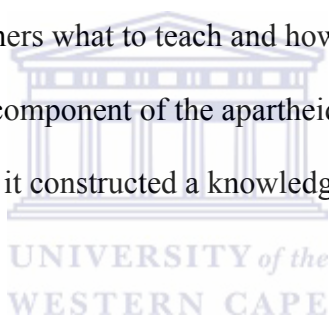 ners what to teach and how
component of the apartheid
it constructed a knowledg
UNIVERSITY of the
WESTERN CAPE